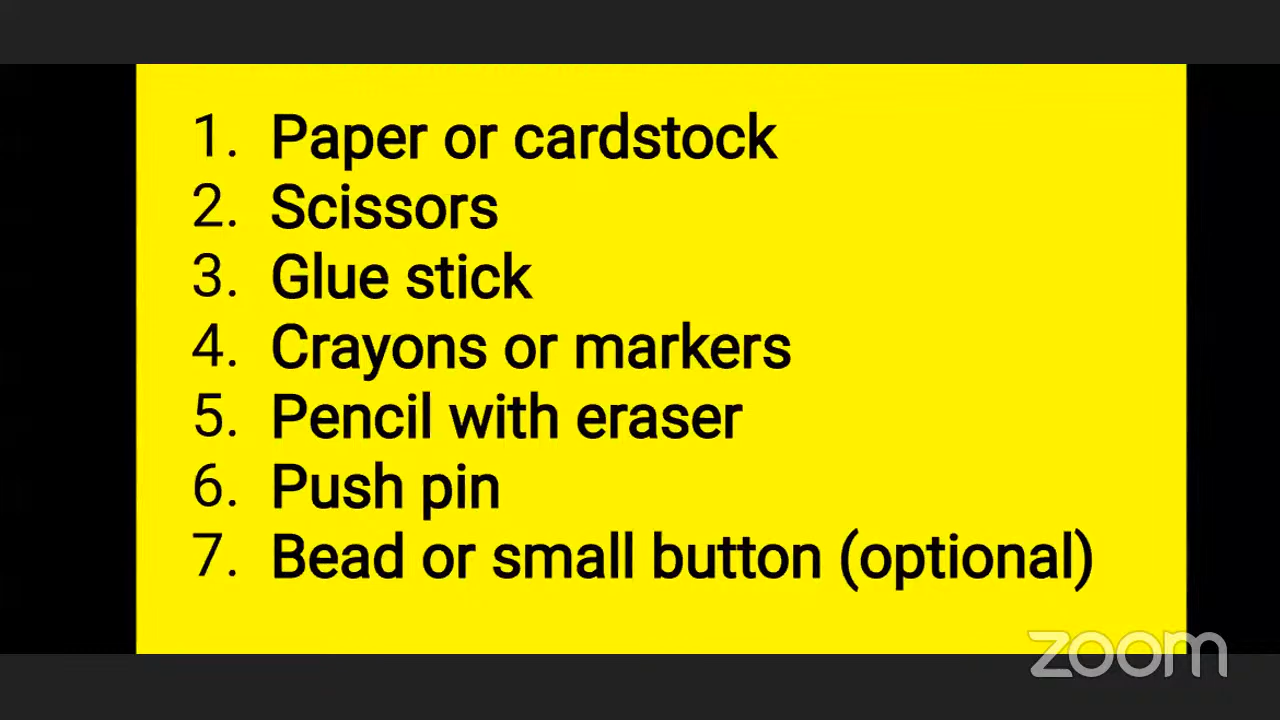 1. Paper or cardstock
2. Scissors
3. Glue stick
4. Crayons or markers
5. Pencil with eraser
6. Push pin
7. Bead or small button (optional)
zoom